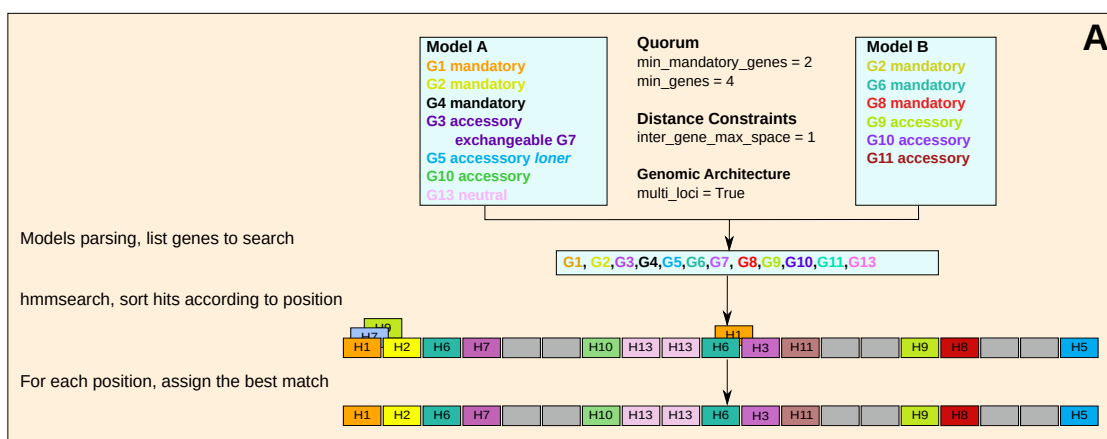 A
Model A
G1 mandatory
G2 mandatory
G4 mandatory
G3 accessory
exchangeable G7
G5 accesssory loner
G10 accessory
G13 neutral
Quorum
min_mandatory_genes = 2
min_genes = 4
Distance Constraints
inter_gene_max_space = 1
Genomic Architecture
multi_loci = True
Model B
G2 mandatory
G6 mandatory
G8 mandatory
G9 accessory
G10 accessory
G11 accessory
Models parsing, list genes to search
G1, G2,G3,G4,G5,G6,G7, G8,G9,G10,G11,G13
hmmsearch, sort hits according to position
H9
H7
H1
H1 H2 H6 H7 H10 H13 H13 H6 H3 H11 H9 H8 H5
For each position, assign the best match
H1 H2 H6 H7 H10 H13 H13 H6 H3 H11 H9 H8 H5